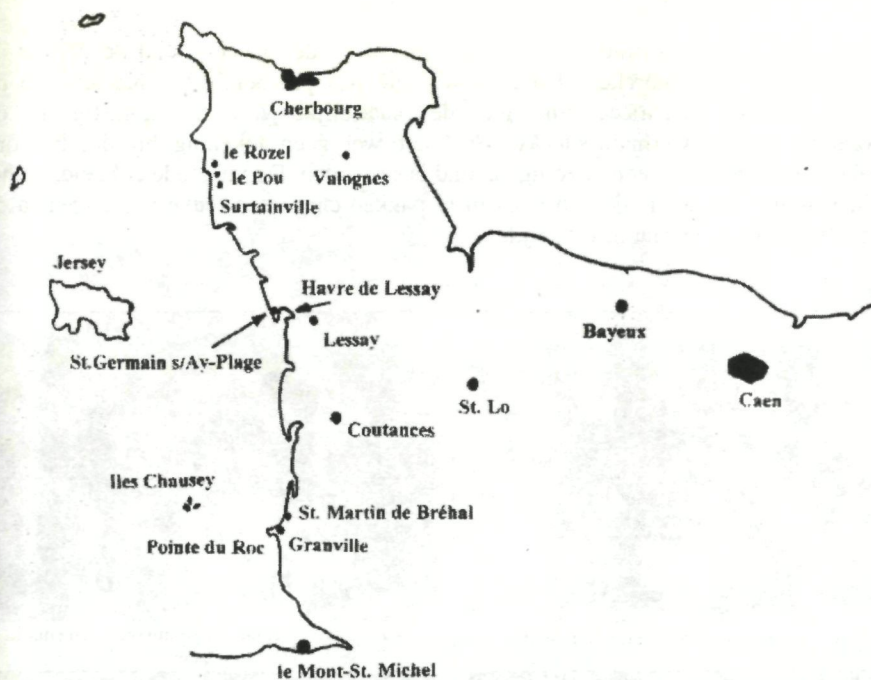 Cherbourg
le Rozel
le Pou
Valognes
Surtainville
Jersey
Havre de Lessay
Lessay
St.Germain s/Ay-Plage
Bayeux
Caen
St. Lo
Coutances
Iles Chausey
St. Martin de Bréhal
Pointe du Roc
Granville
le Mont-St. Michel